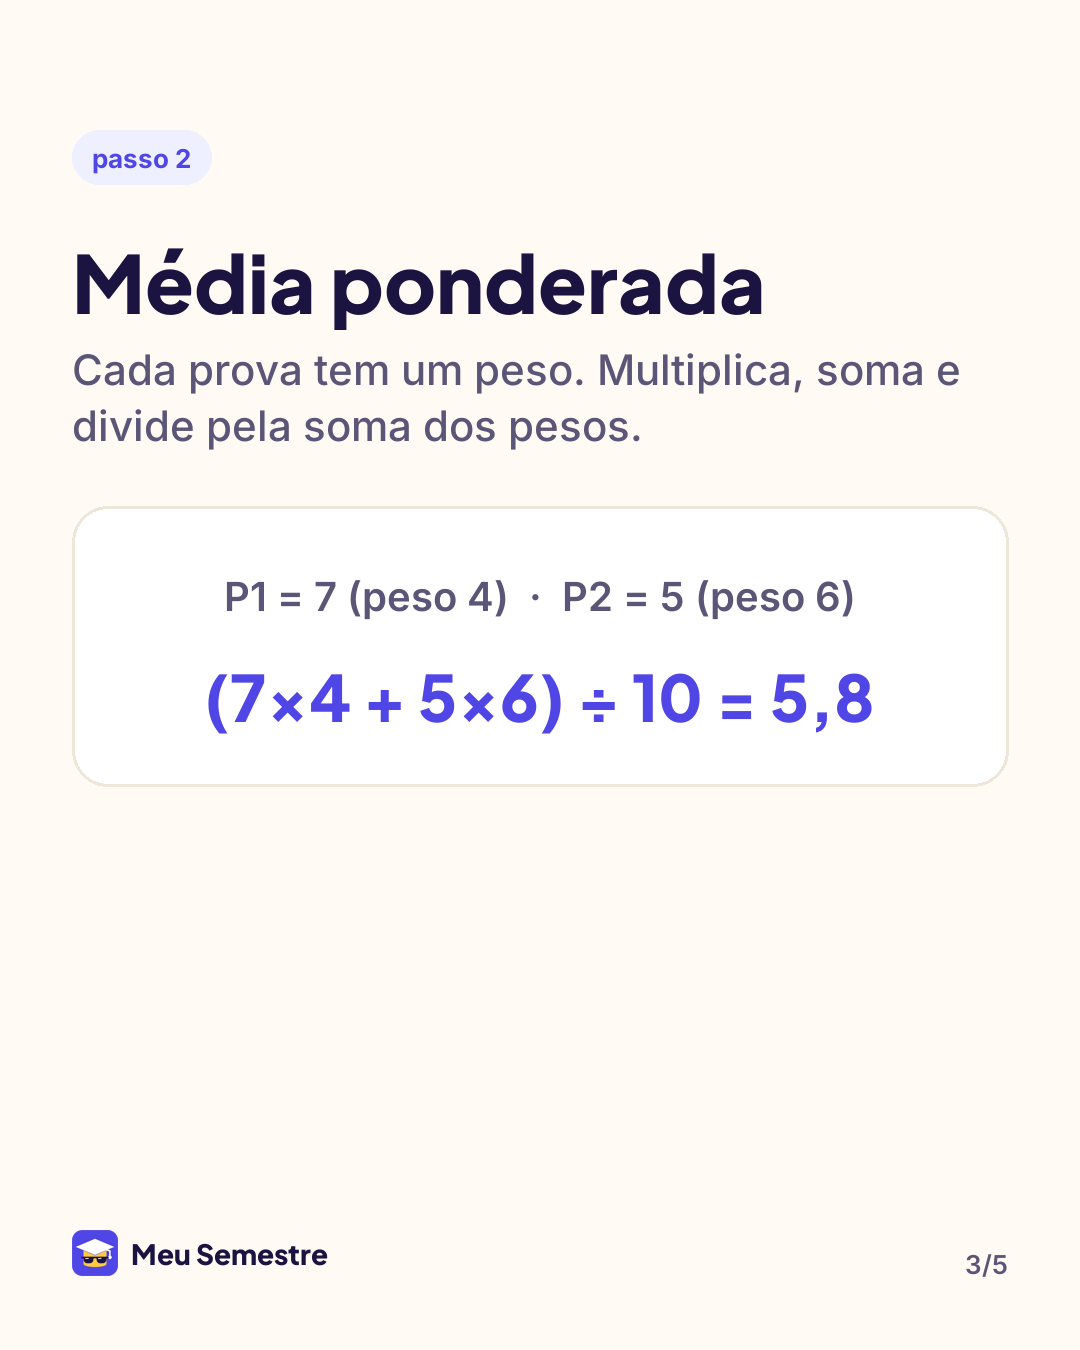 passo 2
Média ponderada
Cada prova tem um peso. Multiplica, soma e
divide pela soma dos pesos.
P1 = 7 (peso 4) · P2 = 5 (peso 6)
(7×4 + 5×6) ÷ 10 = 5,8
Meu Semestre
3/5